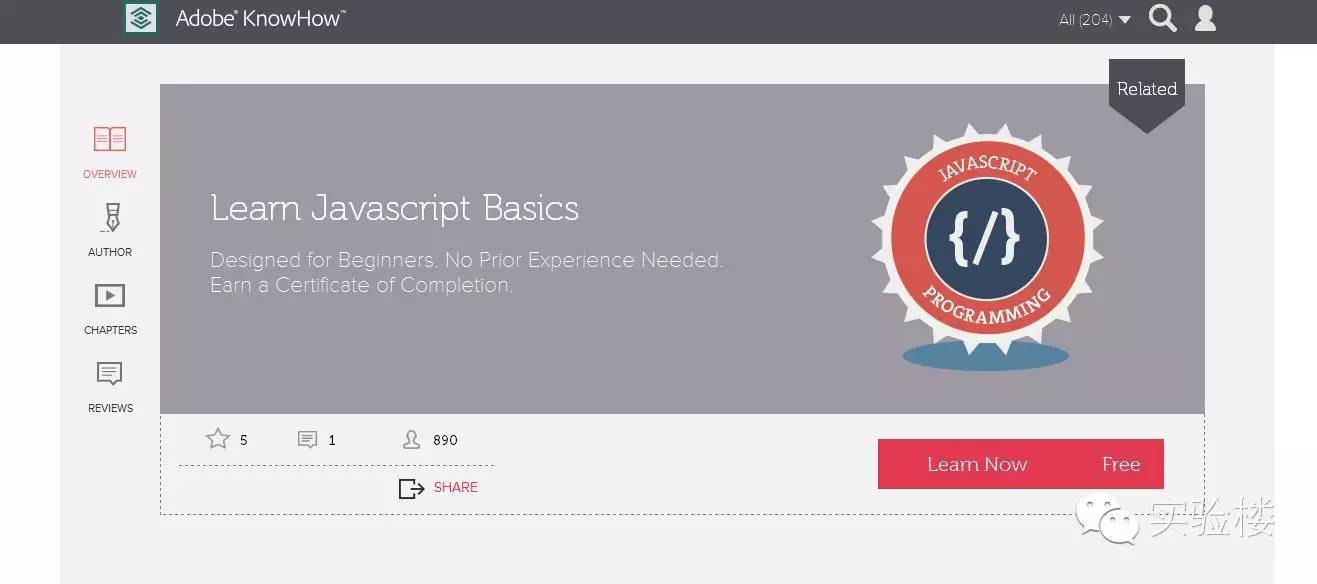 Adobe® KnowHow™
All (204)
Related
OVERVIEW
AUTHOR
CHAPTERS
REVIEWS
Learn Javascript Basics
Designed for Beginners. No Prior Experience Needed.
Earn a Certificate of Completion.
JAVASCRIPT
{/}
PROGRAMMING
5
1
890
SHARE
Learn Now Free
实验楼